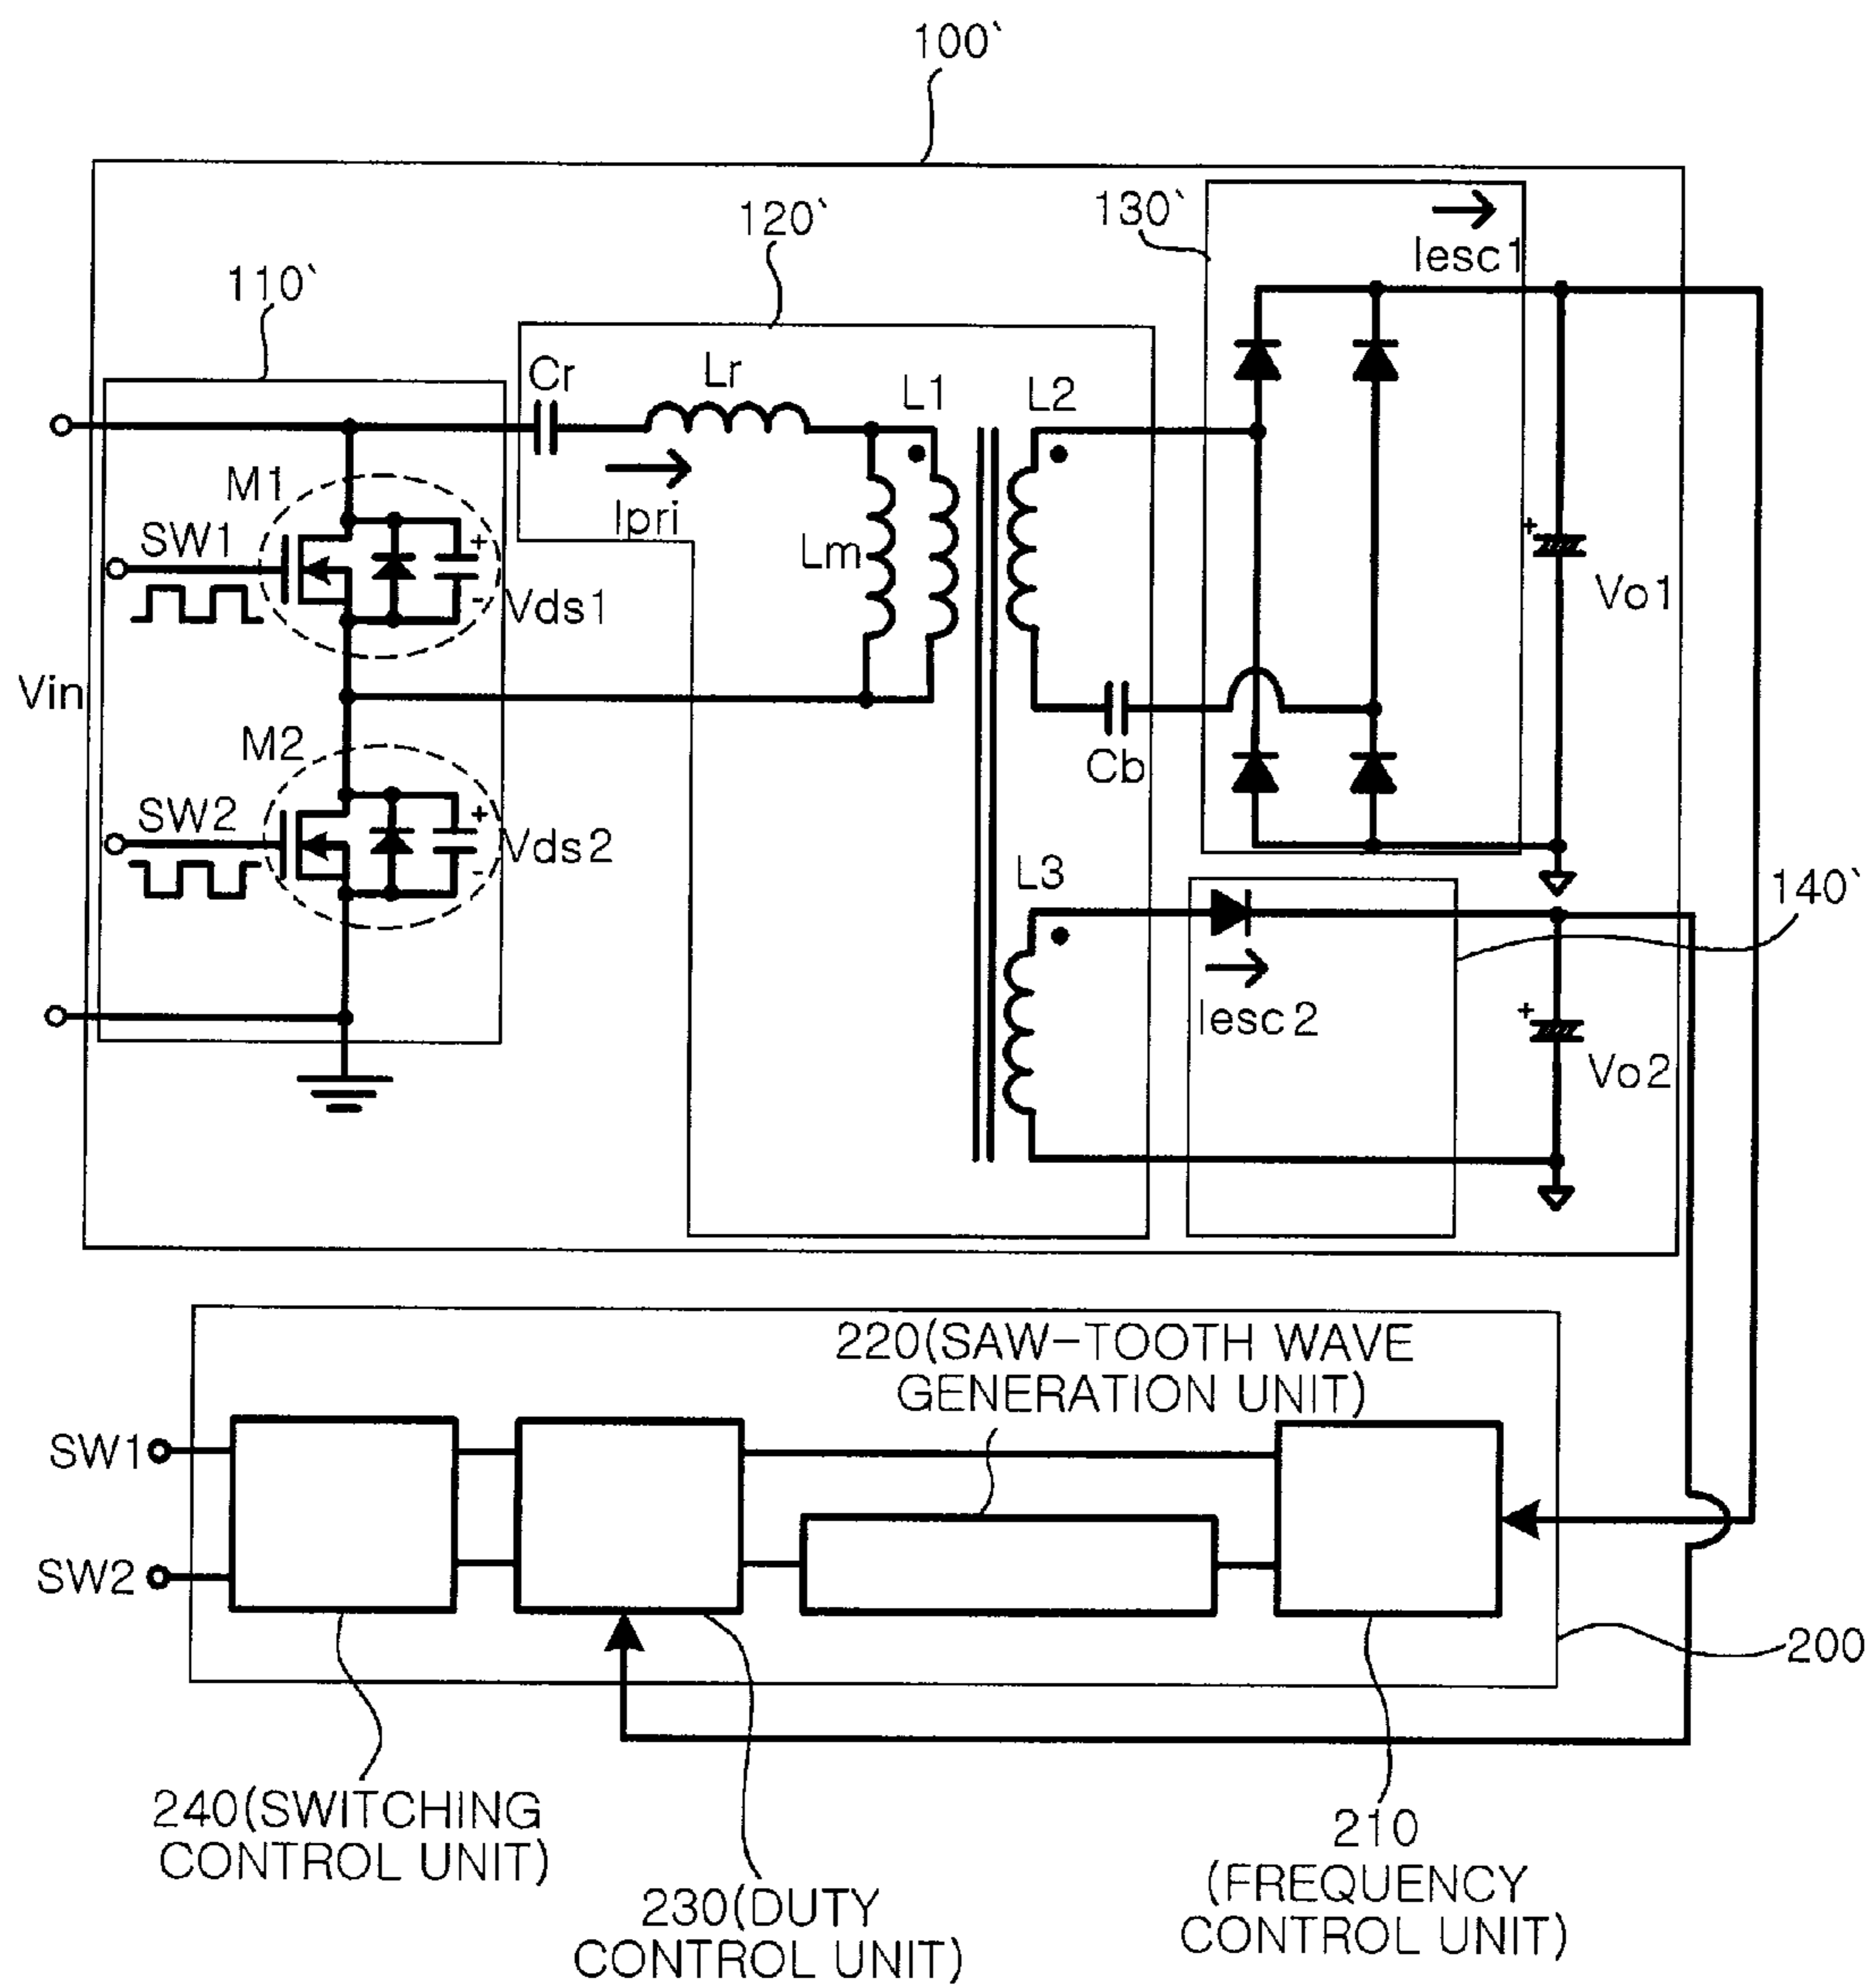 100`
120`
130`
Iesc1
110`
Cr
Lr
L1
L2
M1
SW1
Ipri
Lm
+
-
Vds1
+
Vo1
Vin
M2
Cb
SW2
+
-
Vds2
L3
140`
Iesc2
+
Vo2
220(SAW-TOOTH WAVE
GENERATION UNIT)
SW1
SW2
200
240(SWITCHING
CONTROL UNIT)
230(DUTY
CONTROL UNIT)
210
(FREQUENCY
CONTROL UNIT)